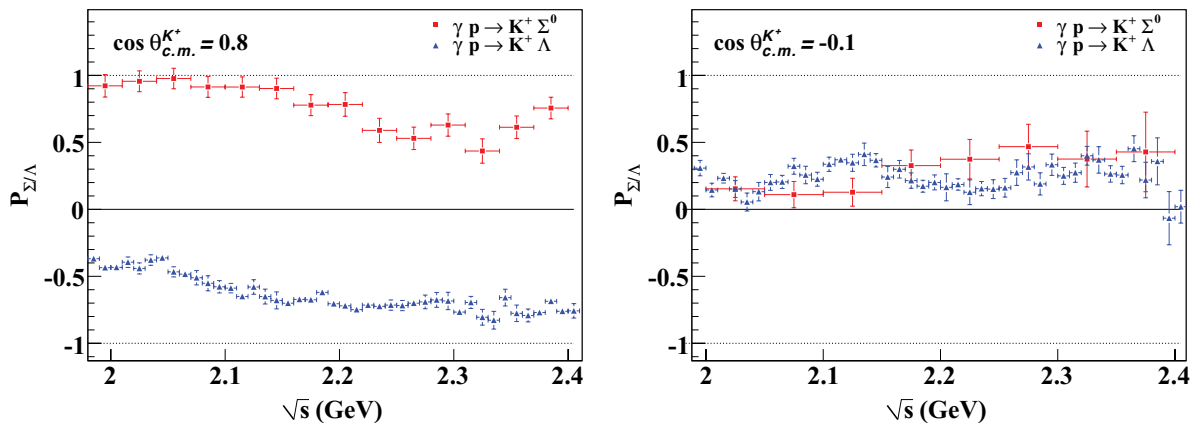 cos θ_{c.m.}^{K⁺} = 0.8
γ p → K⁺ Σ⁰
γ p → K⁺ Λ
P_{Σ/Λ}
1
0.5
0
-0.5
-1
2 2.1 2.2 2.3 2.4
√s (GeV)
cos θ_{c.m.}^{K⁺} = -0.1
γ p → K⁺ Σ⁰
γ p → K⁺ Λ
P_{Σ/Λ}
1
0.5
0
-0.5
-1
2 2.1 2.2 2.3 2.4
√s (GeV)